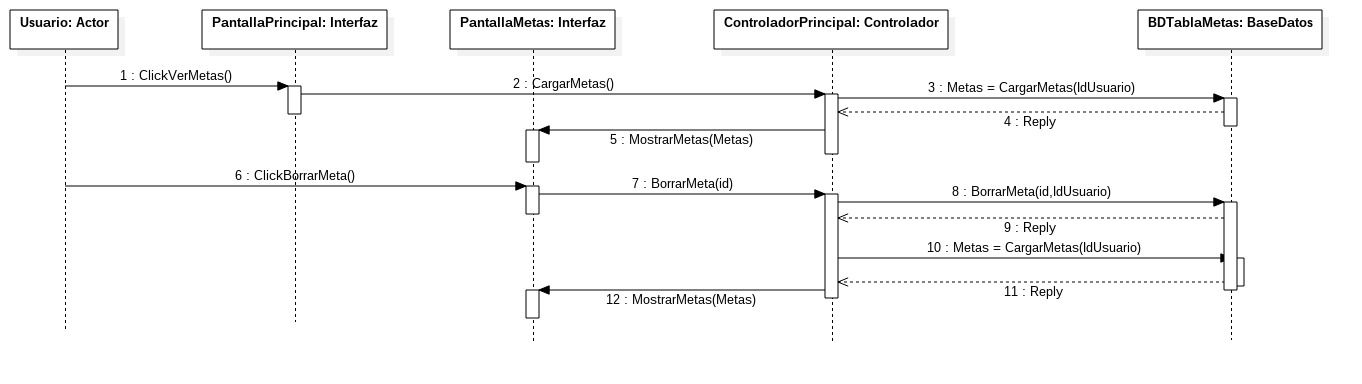 Usuario: Actor
PantallaPrincipal: Interfaz
PantallaMetas: Interfaz
ControladorPrincipal: Controlador
BDTablaMetas: BaseDatos
1 : ClickVerMetas()
2 : CargarMetas()
3 : Metas = CargarMetas(IdUsuario)
4 : Reply
5 : MostrarMetas(Metas)
6 : ClickBorrarMeta()
7 : BorrarMeta(id)
8 : BorrarMeta(id,IdUsuario)
9 : Reply
10 : Metas = CargarMetas(IdUsuario)
11 : Reply
12 : MostrarMetas(Metas)